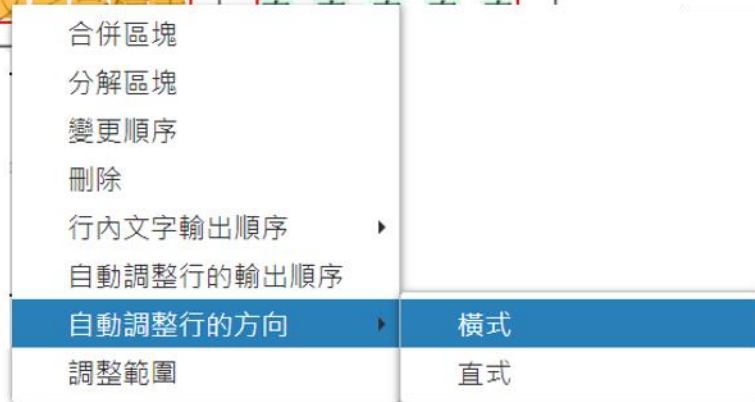 合併區塊
分解區塊
變更順序
刪除
行內文字輸出順序
自動調整行的輸出順序
自動調整行的方向
橫式
調整範圍
直式